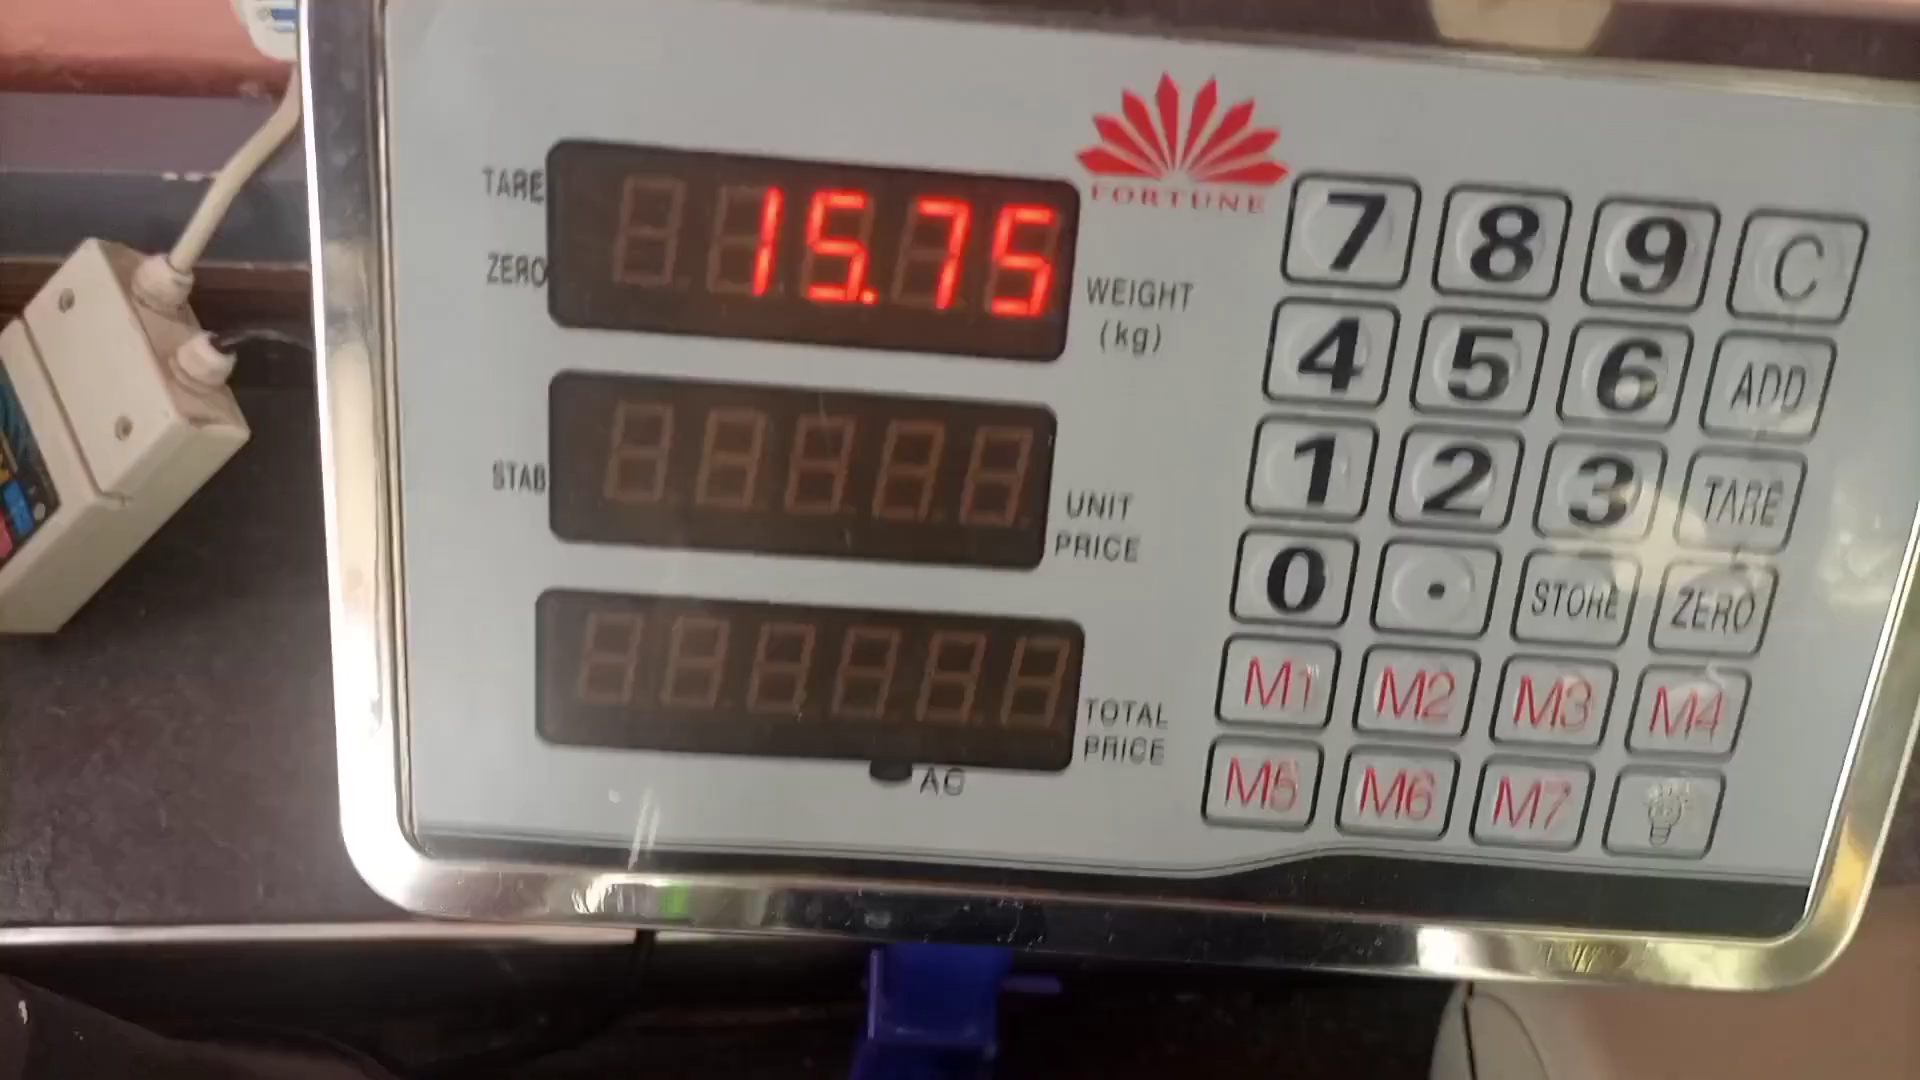 FORTUNE
TARE
ZERO
15.75
WEIGHT
(kg)
STAB
UNIT
PRICE
TOTAL
PRICE
AC
7 8 9 C
4 5 6 ADD
1 2 3 TARE
0 . STORE ZERO
M1 M2 M3 M4
M5 M6 M7